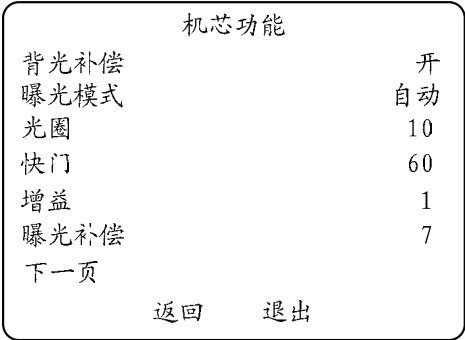 机芯功能
背光补偿 开
曝光模式 自动
光圈 10
快门 60
增益 1
曝光补偿 7
下一页
返回 退出